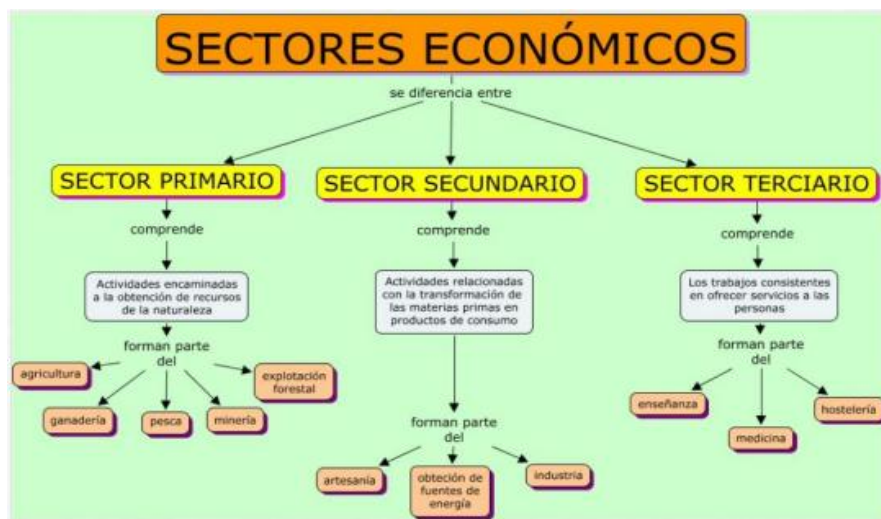 SECTORES ECONÓMICOS
se diferencia entre
SECTOR PRIMARIO
comprende
Actividades encaminadas
a la obtención de recursos
de la naturaleza
forman parte
del
agricultura
ganadería
pesca
minería
explotación
forestal
SECTOR SECUNDARIO
comprende
Actividades relacionadas
con la transformación de
las materias primas en
productos de consumo
forman parte
del
artesanía
obteción de
fuentes de
energía
industria
SECTOR TERCIARIO
comprende
Los trabajos consistentes
en ofrecer servicios a las
personas
forman parte
del
enseñanza
medicina
hostelería